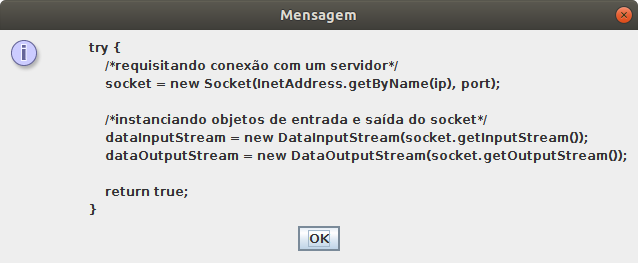 Mensagem
try {
/*requisitando conexão com um servidor*/
socket = new Socket(InetAddress.getByName(ip), port);
/*instanciando objetos de entrada e saída do socket*/
dataInputStream = new DataInputStream(socket.getInputStream());
dataOutputStream = new DataOutputStream(socket.getOutputStream());
return true;
}
OK